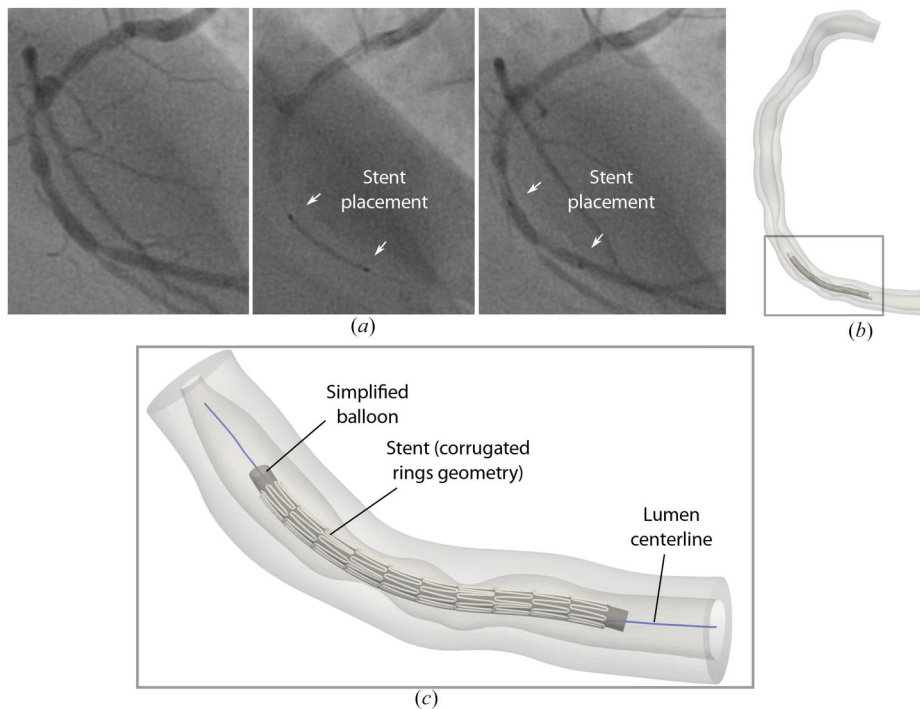 Stent
placement
Stent
placement
(a)
(b)
Simplified
balloon
Stent (corrugated
rings geometry)
Lumen
centerline
(c)